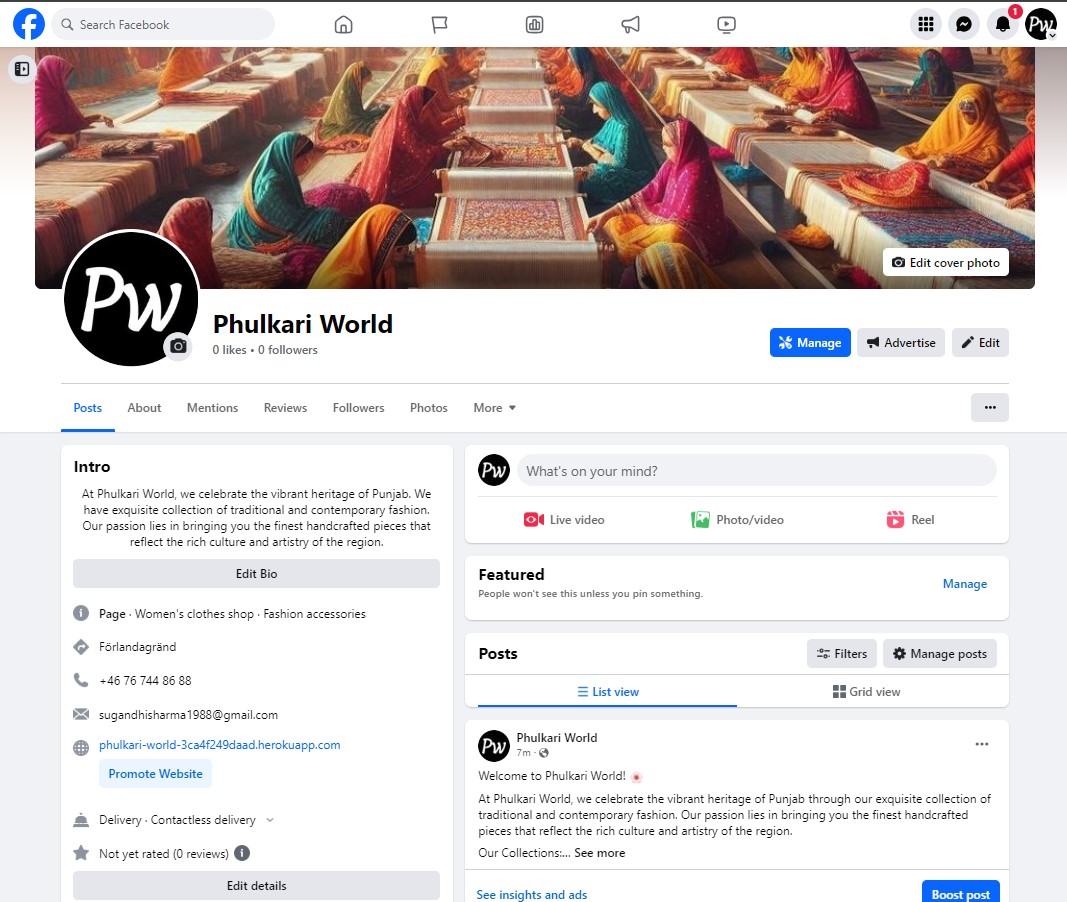 Search Facebook
1
Pw
Edit cover photo
Pw
Phulkari World
0 likes • 0 followers
Manage
Advertise
Edit
Posts
About
Mentions
Reviews
Followers
Photos
More
Intro
At Phulkari World, we celebrate the vibrant heritage of Punjab. We
have exquisite collection of traditional and contemporary fashion.
Our passion lies in bringing you the finest handcrafted pieces that
reflect the rich culture and artistry of the region.
Edit Bio
Page · Women's clothes shop · Fashion accessories
Förlandagränd
+46 76 744 86 88
sugandhisharma1988@gmail.com
phulkari-world-3ca4f249daad.herokuapp.com
Promote Website
Delivery · Contactless delivery
Not yet rated (0 reviews)
Edit details
Pw
What's on your mind?
Live video
Photo/video
Reel
Featured
People won't see this unless you pin something.
Manage
Posts
Filters
Manage posts
List view
Grid view
Pw
Phulkari World
7m ·
Welcome to Phulkari World!
At Phulkari World, we celebrate the vibrant heritage of Punjab through our exquisite collection of
traditional and contemporary fashion. Our passion lies in bringing you the finest handcrafted
pieces that reflect the rich culture and artistry of the region.
Our Collections:... See more
See insights and ads
Boost post